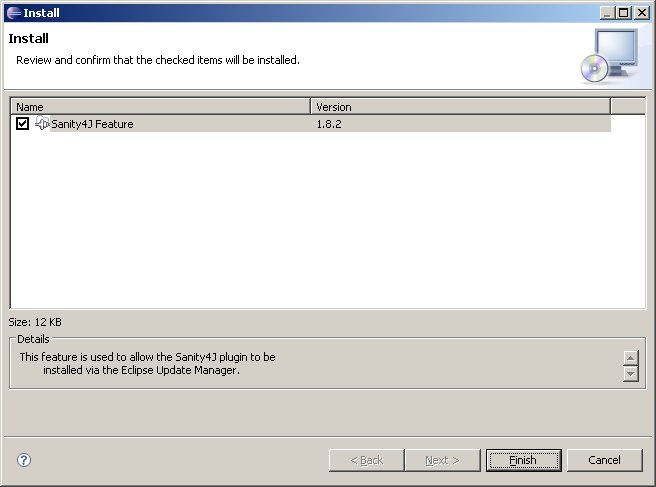 Install
Install
Review and confirm that the checked items will be installed.
Name Version
Sanity4J Feature 1.8.2
Size: 12 KB
Details
This feature is used to allow the Sanity4J plugin to be
installed via the Eclipse Update Manager.
? < Back Next > Finish Cancel